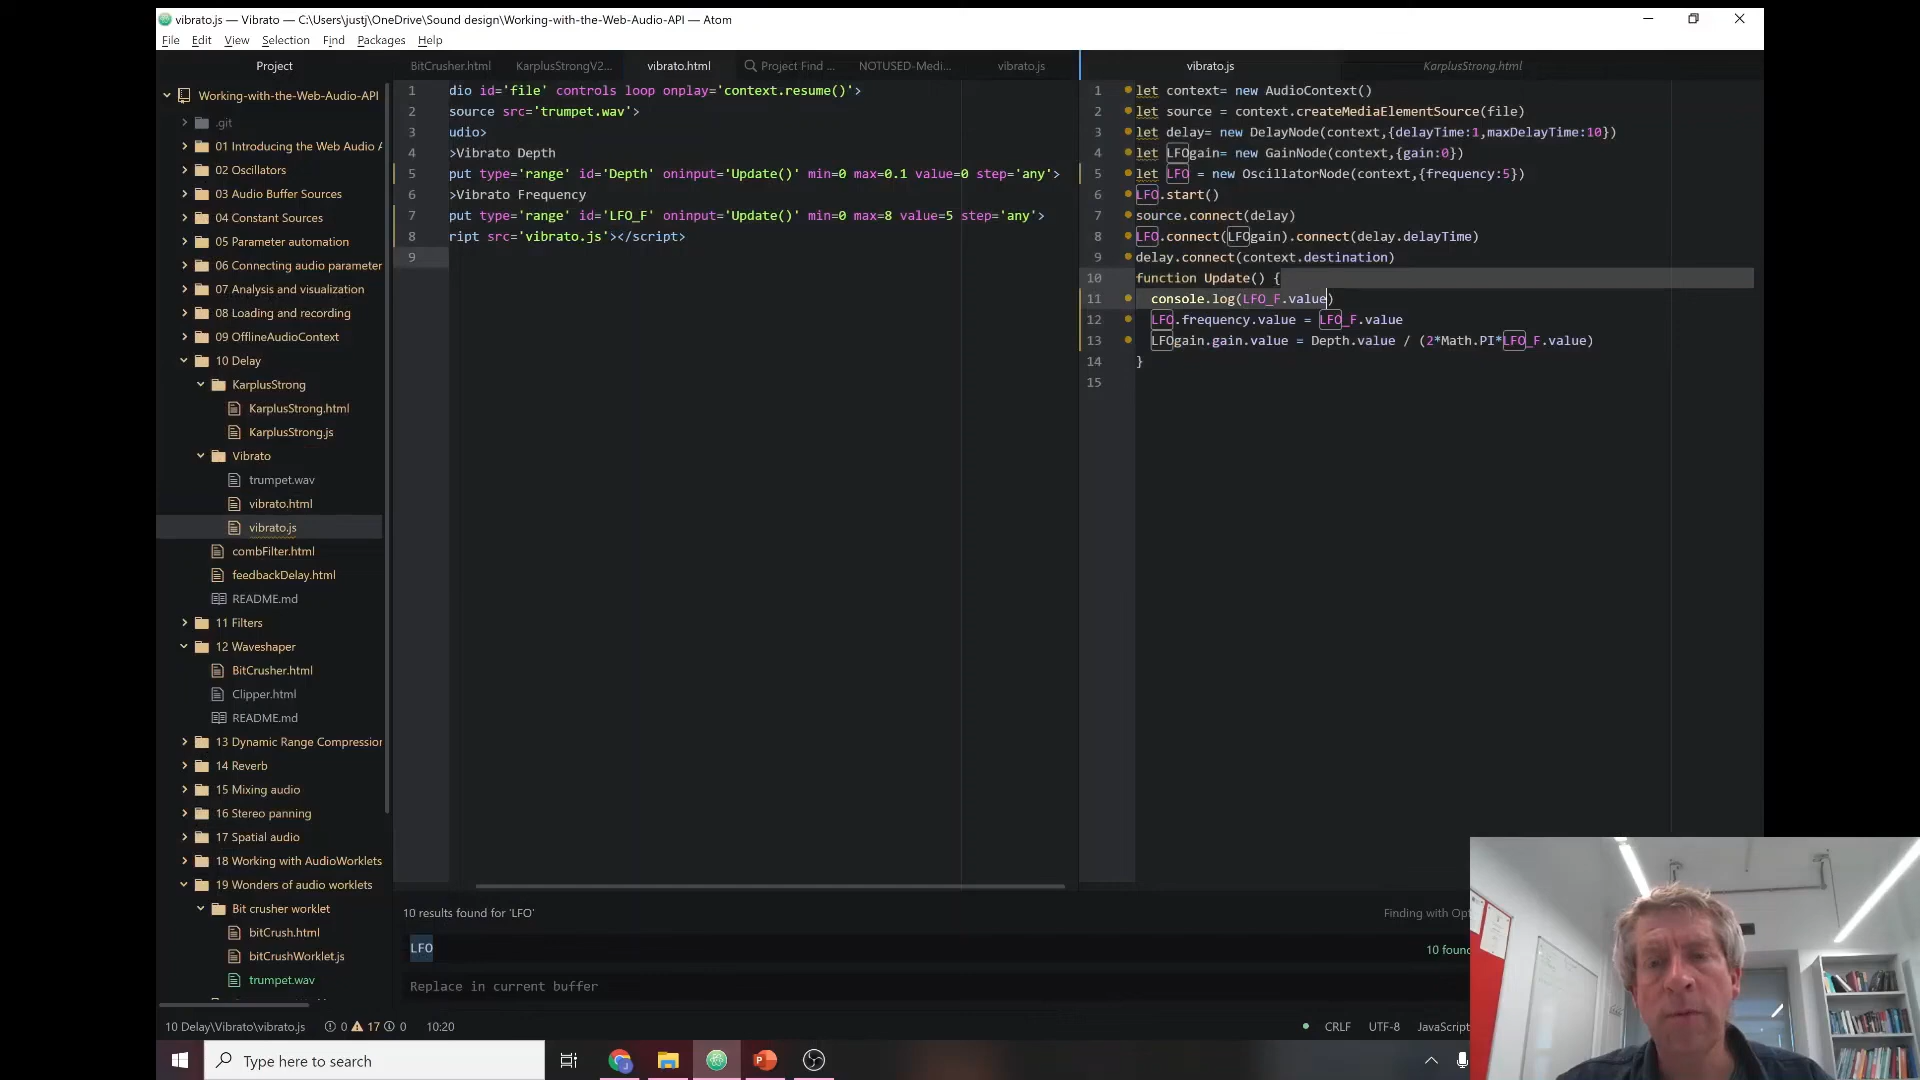 vibrato.js — Vibrato — C:\Users\justj\OneDrive\Sound design\Working-with-the-Web-Audio-API — Atom
File Edit View Selection Find Packages Help
Project
Working-with-the-Web-Audio-API
.git
01 Introducing the Web Audio
02 Oscillators
03 Audio Buffer Sources
04 Constant Sources
05 Parameter automation
06 Connecting audio parameter
07 Analysis and visualization
08 Loading and recording
09 OfflineAudioContext
10 Delay
KarplusStrong
KarplusStrong.html
KarplusStrong.js
Vibrato
trumpet.wav
vibrato.html
vibrato.js
combFilter.html
feedbackDelay.html
README.md
11 Filters
12 Waveshaper
BitCrusher.html
Clipper.html
README.md
13 Dynamic Range Compression
14 Reverb
15 Mixing audio
16 Stereo panning
17 Spatial audio
18 Working with AudioWorklets
19 Wonders of audio worklets
Bit crusher worklet
bitCrush.html
bitCrushWorklet.js
trumpet.wav
BitCrusher.html KarplusStrongV2... vibrato.html Project Find ... NOTUSED-Medi... vibrato.js
1 dio id='file' controls loop onplay='context.resume()'>
2 source src='trumpet.wav'>
3 udio>
4 >Vibrato Depth
5 put type='range' id='Depth' oninput='Update()' min=0 max=0.1 value=0 step='any'>
6 >Vibrato Frequency
7 put type='range' id='LFO_F' oninput='Update()' min=0 max=8 value=5 step='any'>
8 ript src='vibrato.js'></script>
9
vibrato.js KarplusStrong.html
1 let context= new AudioContext()
2 let source = context.createMediaElementSource(file)
3 let delay= new DelayNode(context,{delayTime:1,maxDelayTime:10})
4 let LFOgain= new GainNode(context,{gain:0})
5 let LFO = new OscillatorNode(context,{frequency:5})
6 LFO.start()
7 source.connect(delay)
8 LFO.connect(LFOgain).connect(delay.delayTime)
9 delay.connect(context.destination)
10 function Update() {
11 console.log(LFO_F.value)
12 LFO.frequency.value = LFO_F.value
13 LFOgain.gain.value = Depth.value / (2*Math.PI*LFO_F.value)
14 }
15
10 results found for 'LFO'
Finding with Opt
LFO
10 found
Replace in current buffer
10 Delay\Vibrato\vibrato.js 0 17 0 10:20
CRLF UTF-8 JavaScript
Type here to search